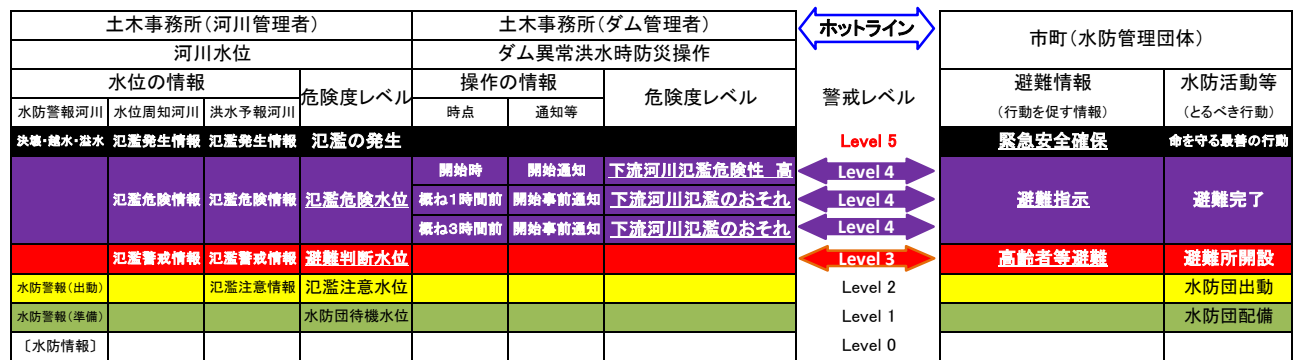 土木事務所(河川管理者) 土木事務所(ダム管理者) ホットライン 市町(水防管理団体)
河川水位 ダム異常洪水時防災操作
水位の情報 危険度レベル 操作の情報 危険度レベル 警戒レベル 避難情報 水防活動等
水防警報河川 水位周知河川 洪水予報河川 時点 通知等 (行動を促す情報) (とるべき行動)
決壊・越水・溢水 氾濫発生情報 氾濫発生情報 氾濫の発生 Level 5 緊急安全確保 命を守る最善の行動
開始時 開始通知 下流河川氾濫危険性 高 Level 4
氾濫危険情報 氾濫危険情報 氾濫危険水位 概ね1時間前 開始事前通知 下流河川氾濫のおそれ Level 4 避難指示 避難完了
概ね3時間前 開始事前通知 下流河川氾濫のおそれ Level 4
氾濫警戒情報 氾濫警戒情報 避難判断水位 Level 3 高齢者等避難 避難所開設
水防警報(出動) 氾濫注意情報 氾濫注意水位 Level 2 水防団出動
水防警報(準備) 水防団待機水位 Level 1 水防団配備
〔水防情報〕 Level 0